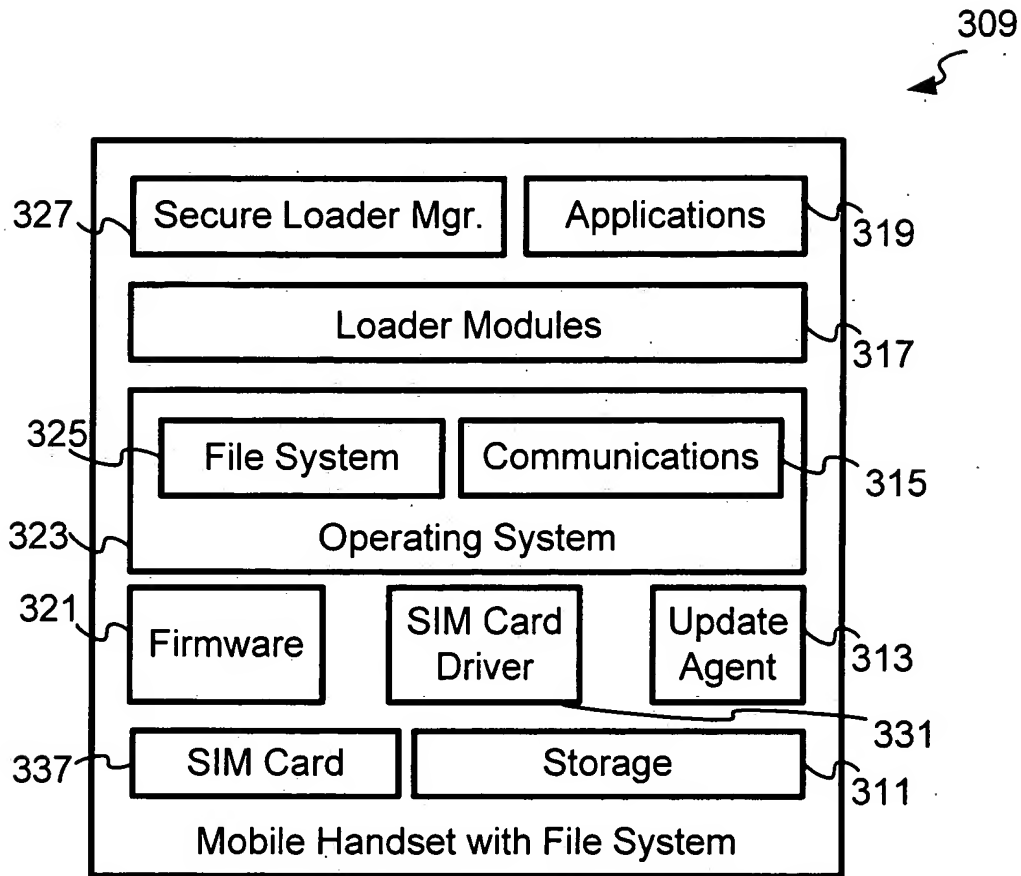 309
327
Secure Loader Mgr.
Applications
319
Loader Modules
317
325
File System
Communications
315
323
Operating System
321
Firmware
SIM Card
Driver
Update
Agent
313
331
337
SIM Card
Storage
311
Mobile Handset with File System